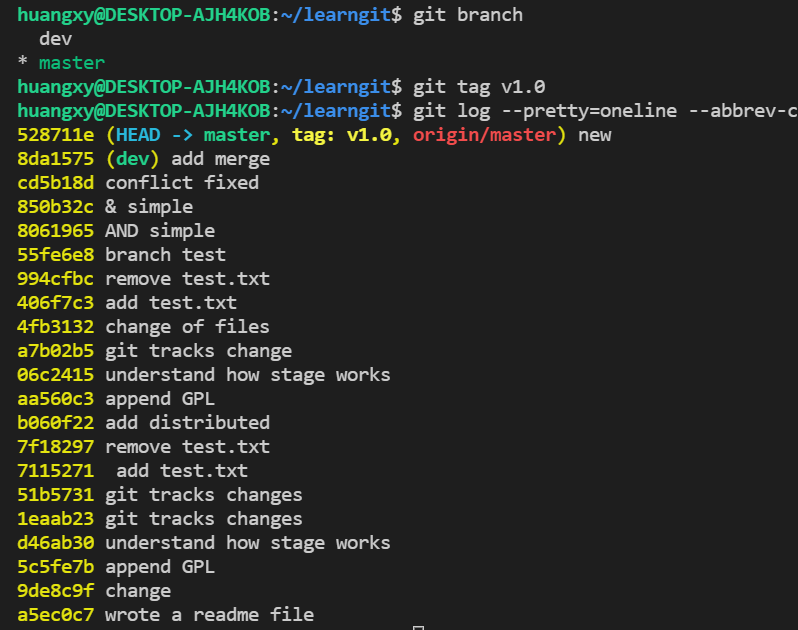 huangxy@DESKTOP-AJH4KOB:~/learngit$ git branch
  dev
* master
huangxy@DESKTOP-AJH4KOB:~/learngit$ git tag v1.0
huangxy@DESKTOP-AJH4KOB:~/learngit$ git log --pretty=oneline --abbrev-c
528711e (HEAD -> master, tag: v1.0, origin/master) new
8da1575 (dev) add merge
cd5b18d conflict fixed
850b32c & simple
8061965 AND simple
55fe6e8 branch test
994cfbc remove test.txt
406f7c3 add test.txt
4fb3132 change of files
a7b02b5 git tracks change
06c2415 understand how stage works
aa560c3 append GPL
b060f22 add distributed
7f18297 remove test.txt
7115271  add test.txt
51b5731 git tracks changes
1eaab23 git tracks changes
d46ab30 understand how stage works
5c5fe7b append GPL
9de8c9f change
a5ec0c7 wrote a readme file